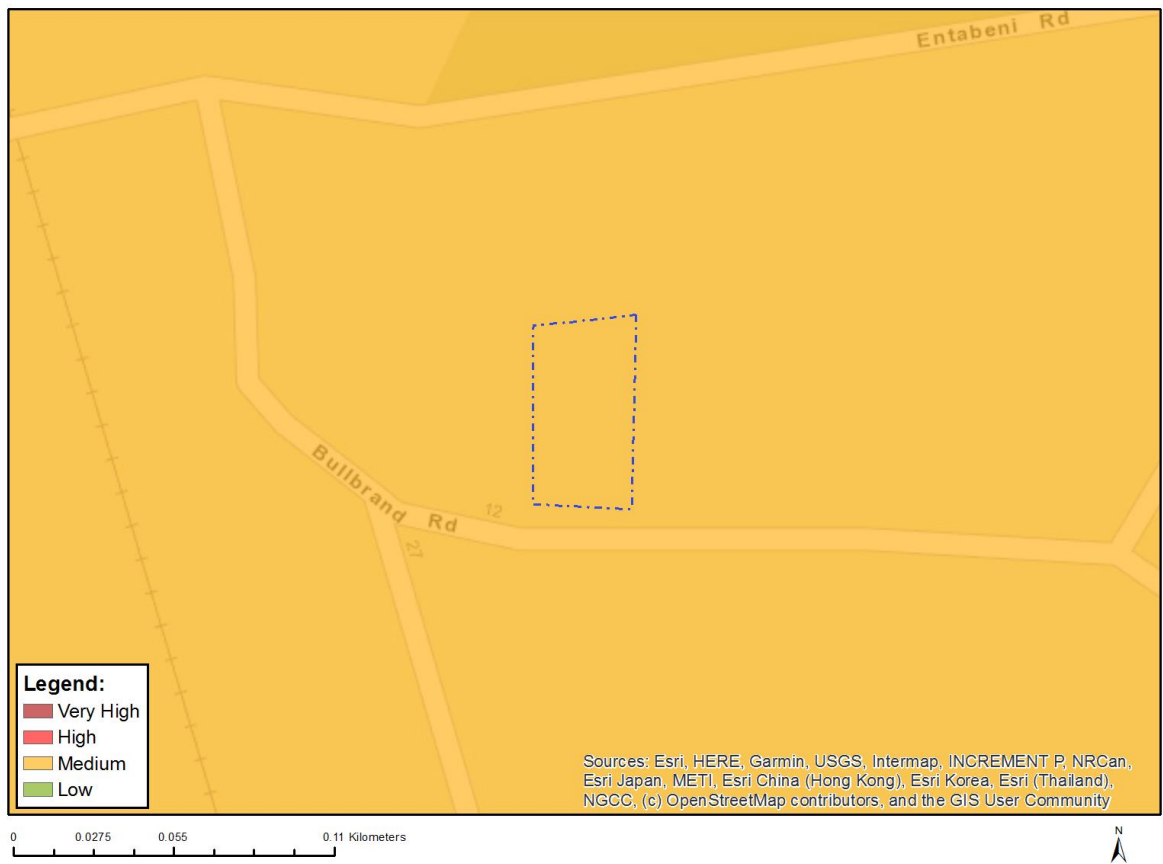 Entabeni Rd
Bullbrand Rd
12
27
Legend:
Very High
High
Medium
Low
Sources: Esri, HERE, Garmin, USGS, Intermap, INCREMENT P, NRCan,
Esri Japan, METI, Esri China (Hong Kong), Esri Korea, Esri (Thailand),
NGCC, (c) OpenStreetMap contributors, and the GIS User Community
0 0.0275 0.055 0.11 Kilometers
N